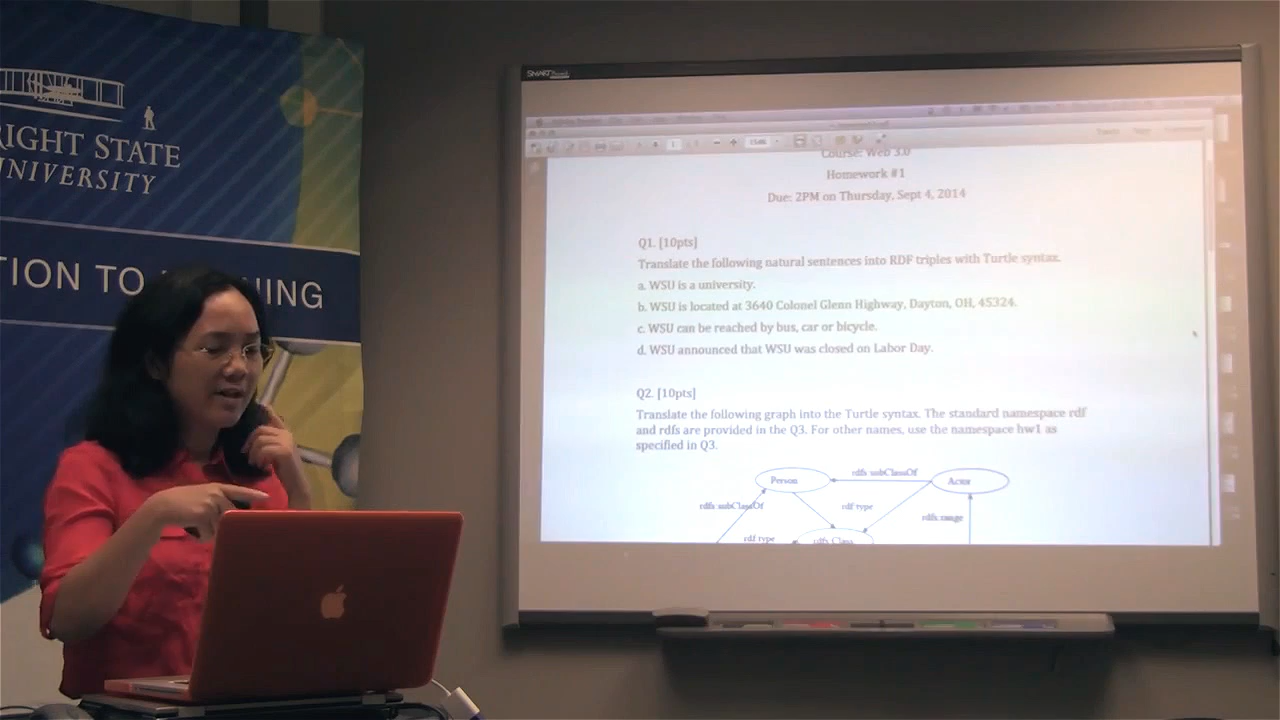 RIGHT STATE
NIVERSITY
TION TO
NING
SMART
Course: Web 3.0
Homework #1
Due: 2PM on Thursday, Sept 4, 2014
Q1. [10pts]
Translate the following natural sentences into RDF triples with Turtle syntax.
a. WSU is a university.
b. WSU is located at 3640 Colonel Glenn Highway, Dayton, OH, 45324.
c. WSU can be reached by bus, car or bicycle.
d. WSU announced that WSU was closed on Labor Day.
Q2. [10pts]
Translate the following graph into the Turtle syntax. The standard namespace rdf
and rdfs are provided in the Q3. For other names, use the namespace hw1 as
specified in Q3.
rdfs:subClassOf
Person
Actor
rdfs:subClassOf
rdf:type
rdfs:range
rdf:type
rdfs:Class